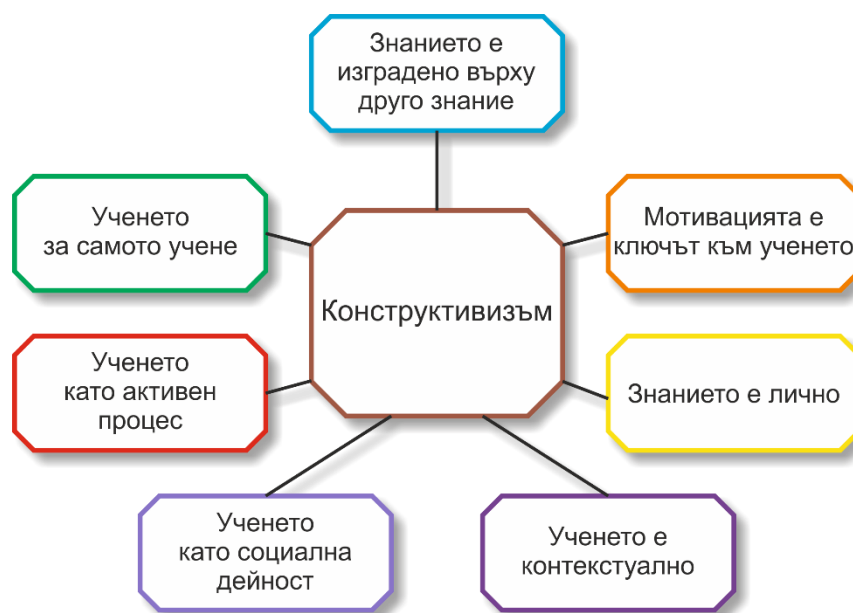 Знанието е
изградено върху
друго знание
Ученето
за самото учене
Мотивацията е
ключът към ученето
Конструктивизъм
Ученето
като активен
процес
Знанието е лично
Ученето
като социална
дейност
Ученето е
контекстуално